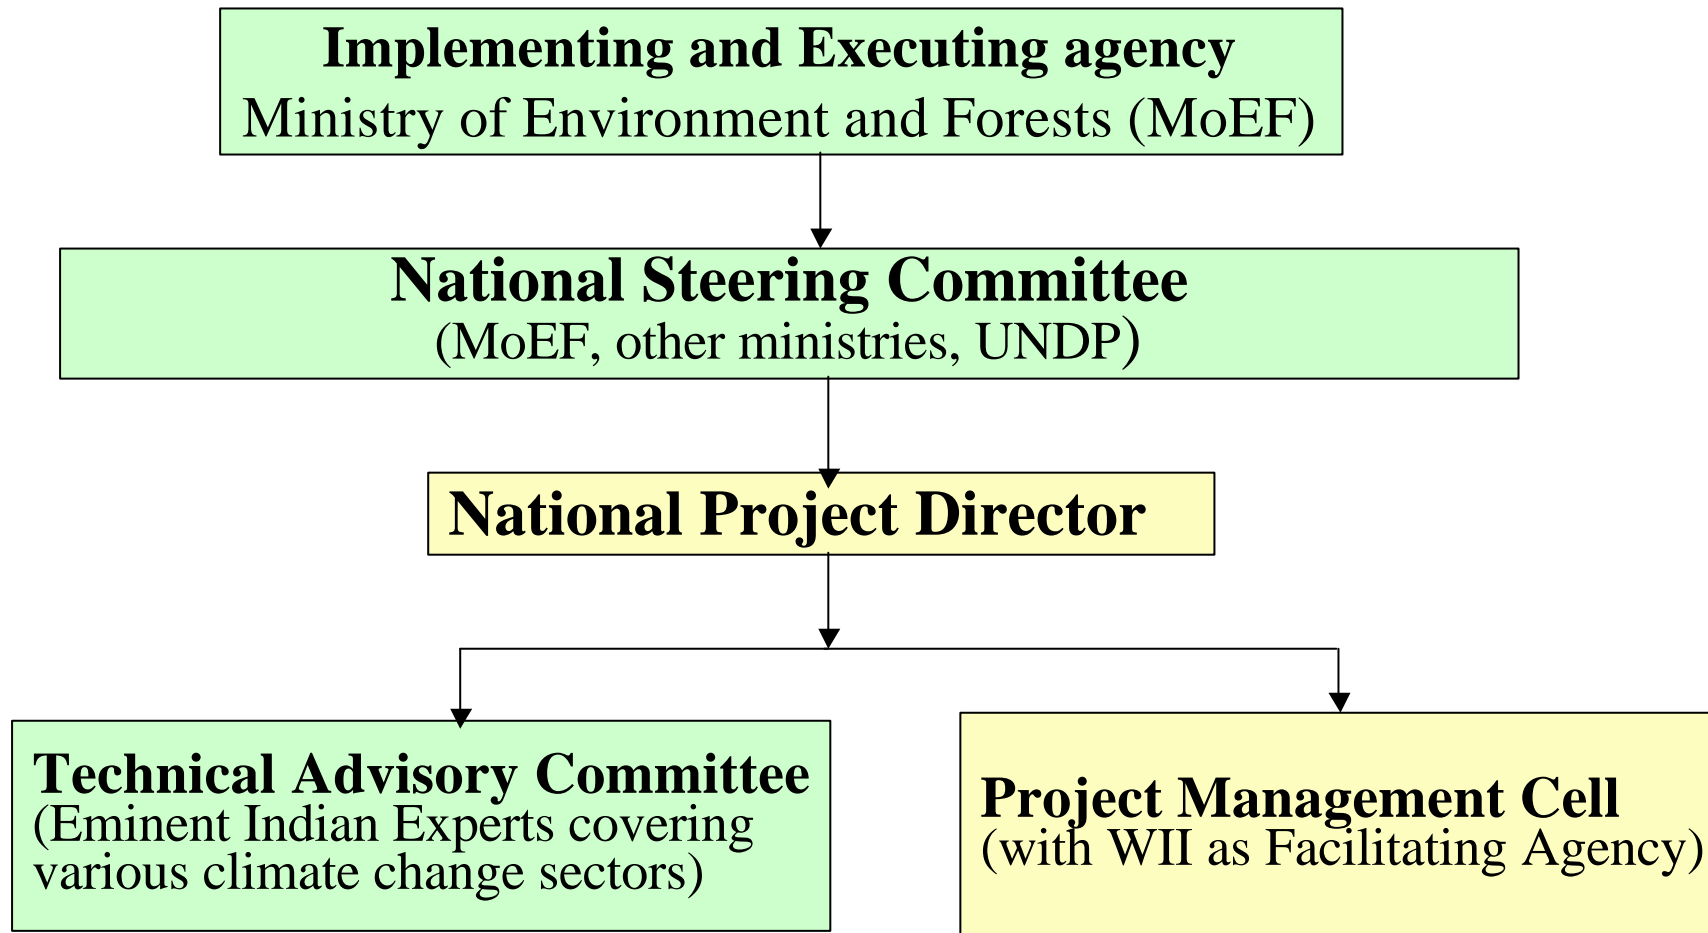 Implementing and Executing agency
Ministry of Environment and Forests (MoEF)
National Steering Committee
(MoEF, other ministries, UNDP)
National Project Director
Technical Advisory Committee
(Eminent Indian Experts covering
various climate change sectors)
Project Management Cell
(with WII as Facilitating Agency)